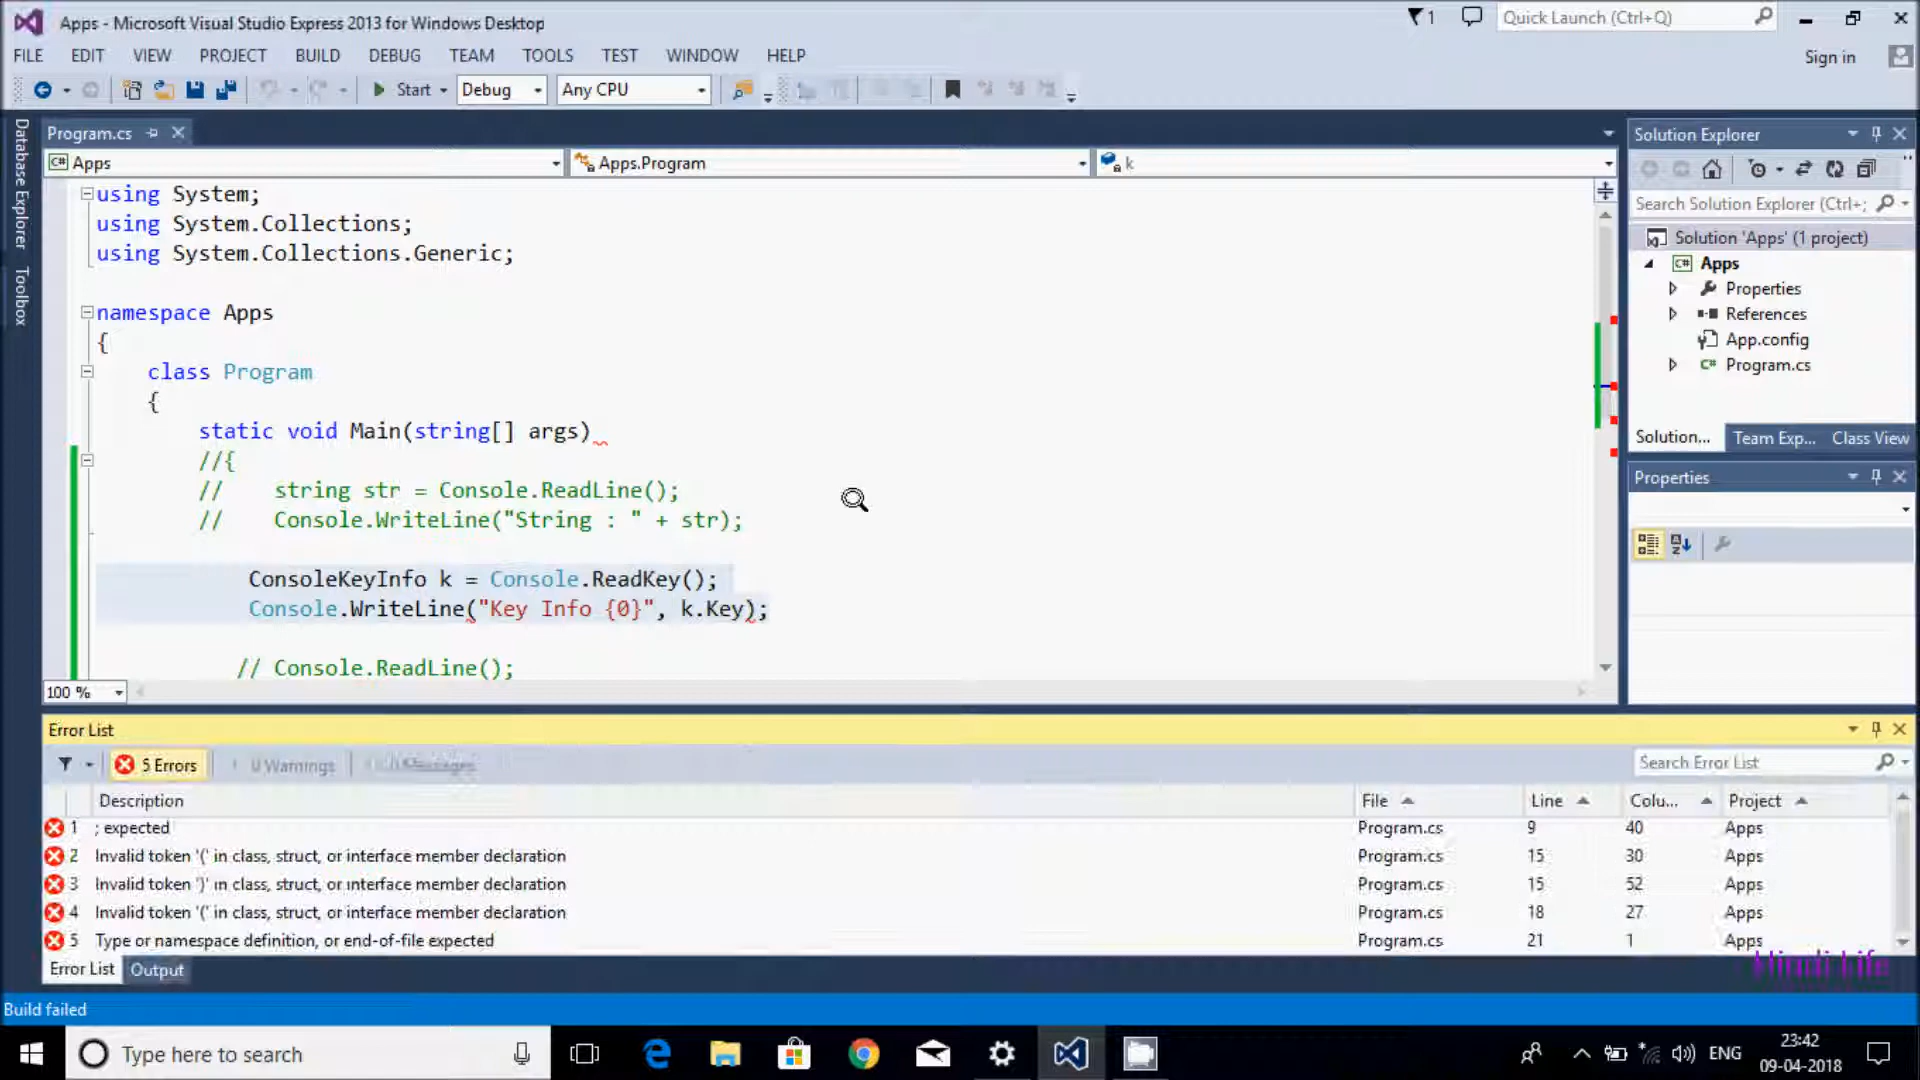 Apps - Microsoft Visual Studio Express 2013 for Windows Desktop
1
Quick Launch (Ctrl+Q)
FILE EDIT VIEW PROJECT BUILD DEBUG TEAM TOOLS TEST WINDOW HELP
Sign in
Start Debug Any CPU
Database Explorer
Toolbox
Program.cs
C# Apps
Apps.Program
k
using System;
using System.Collections;
using System.Collections.Generic;
namespace Apps
{
class Program
{
static void Main(string[] args)
//{
// string str = Console.ReadLine();
// Console.WriteLine("String : " + str);
ConsoleKeyInfo k = Console.ReadKey();
Console.WriteLine("Key Info {0}", k.Key);
// Console.ReadLine();
100 %
Solution Explorer
Search Solution Explorer (Ctrl+;
Solution 'Apps' (1 project)
C# Apps
Properties
References
App.config
C# Program.cs
Solution... Team Exp... Class View
Properties
Error List
5 Errors 0 Warnings 0 Messages
Search Error List
Description File Line Colu... Project
1 ; expected Program.cs 9 40 Apps
2 Invalid token '(' in class, struct, or interface member declaration Program.cs 15 30 Apps
3 Invalid token ')' in class, struct, or interface member declaration Program.cs 15 52 Apps
4 Invalid token '(' in class, struct, or interface member declaration Program.cs 18 27 Apps
5 Type or namespace definition, or end-of-file expected Program.cs 21 1 Apps
Error List Output
Hindi Life
Build failed
Type here to search
ENG
23:42
09-04-2018